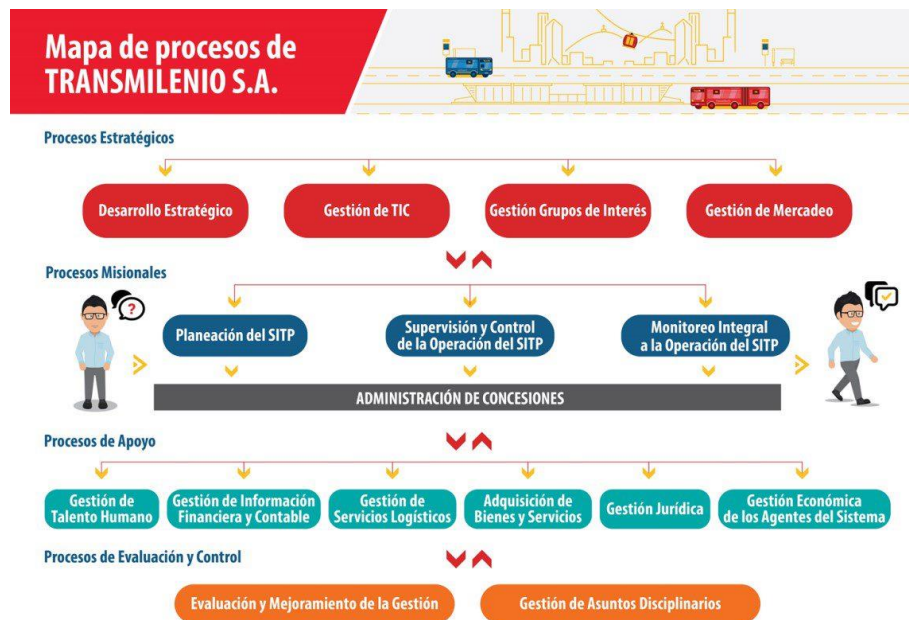 Mapa de procesos de
TRANSMILENIO S.A.
Procesos Estratégicos
Desarrollo Estratégico
Gestión de TIC
Gestión Grupos de Interés
Gestión de Mercadeo
Procesos Misionales
?
Planeación del SITP
Supervisión y Control
de la Operación del SITP
Monitoreo Integral
a la Operación del SITP
ADMINISTRACIÓN DE CONCESIONES
Procesos de Apoyo
Gestión de
Talento Humano
Gestión de Información
Financiera y Contable
Gestión de
Servicios Logísticos
Adquisición de
Bienes y Servicios
Gestión Jurídica
Gestión Económica
de los Agentes del Sistema
Procesos de Evaluación y Control
Evaluación y Mejoramiento de la Gestión
Gestión de Asuntos Disciplinarios